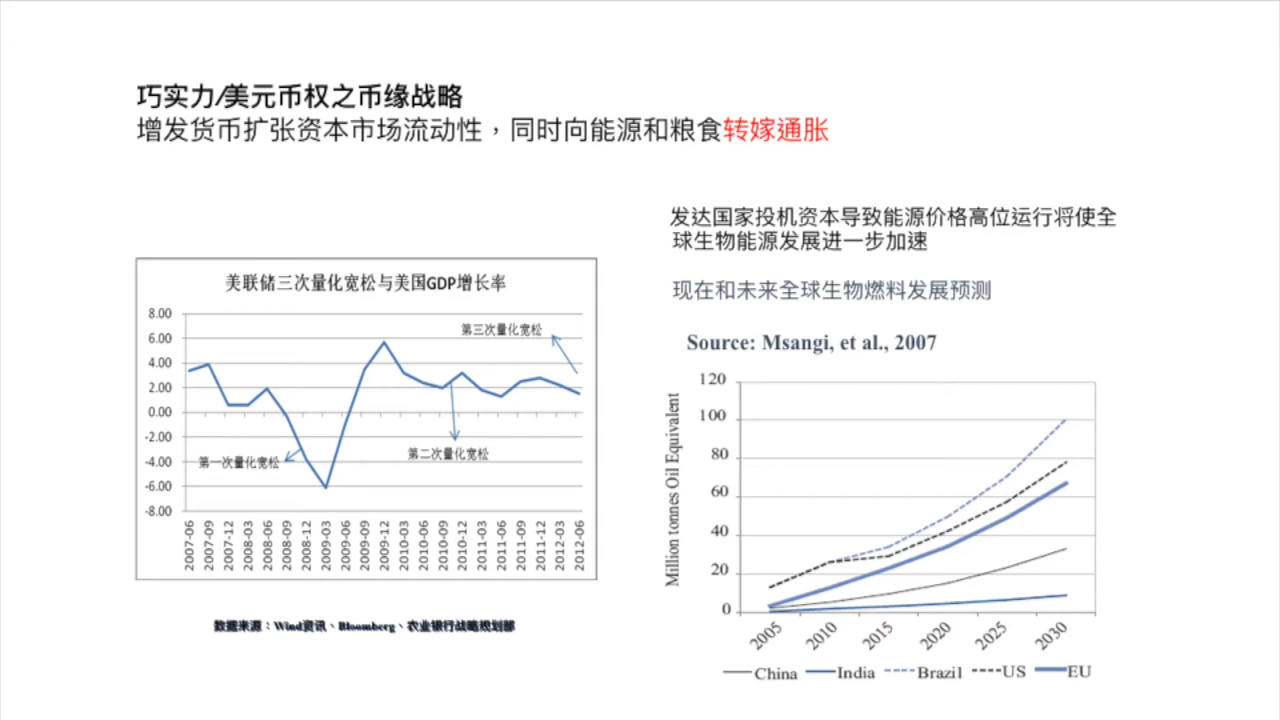 巧实力/美元币权之币缘战略
增发货币扩张资本市场流动性，同时向能源和粮食转嫁通胀
发达国家投机资本导致能源价格高位运行将使全
球生物能源发展进一步加速
现在和未来全球生物燃料发展预测
Source: Msangi, et al., 2007
美联储三次量化宽松与美国GDP增长率
8.00
6.00
4.00
2.00
0.00
-2.00
-4.00
-6.00
-8.00
第三次量化宽松
第二次量化宽松
第一次量化宽松
2007-06
2007-09
2007-12
2008-03
2008-06
2008-09
2008-12
2009-03
2009-06
2009-09
2009-12
2010-03
2010-06
2010-09
2010-12
2011-03
2011-06
2011-09
2011-12
2012-03
2012-06
数据来源：Wind资讯、Bloomberg、农业银行战略规划部
Million tonnes Oil Equivalent
120
100
80
60
40
20
0
2005
2010
2015
2020
2025
2030
China
India
Brazil
US
EU